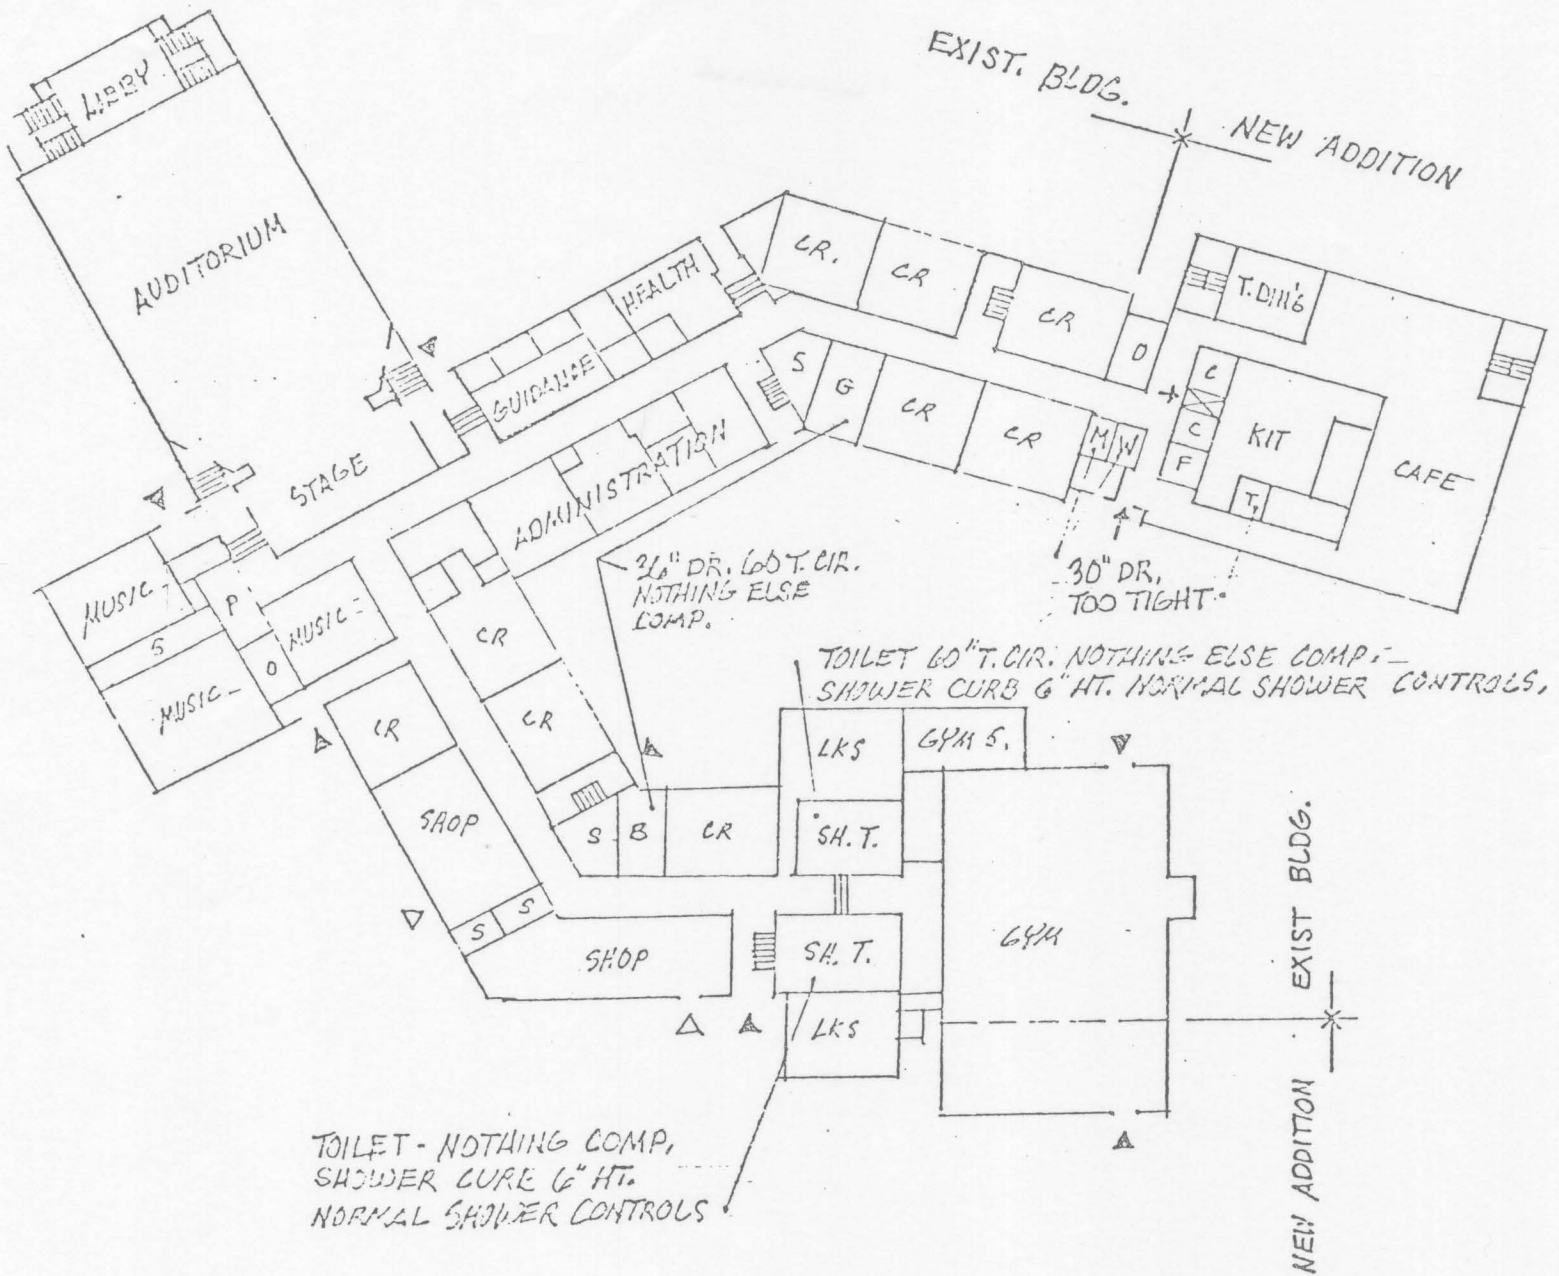 EXIST. BLDG.
NEW ADDITION
LIBBY
AUDITORIUM
STAGE
HEALTH
GUIDANCE
ADMINISTRATION
CR.
CR
CR
O
T. DIN'G
C
C
F
KIT
T.
CAFE
S
G
CR
CR
M
W
36" DR. 60 T. CIR.
NOTHING ELSE
COMP.
30" DR.
TOO TIGHT
MUSIC
S
MUSIC
P
O
MUSIC
CR
CR
CR
SHOP
S
S
SHOP
S
B
CR
TOILET 60" T. CIR. NOTHING ELSE COMP.
SHOWER CURB 6" HT. NORMAL SHOWER CONTROLS,
LKS
GYM S.
SH. T.
SH. T.
LKS
GYM
EXIST BLDG.
NEW ADDITION
TOILET - NOTHING COMP,
SHOWER CURB 6" HT.
NORMAL SHOWER CONTROLS